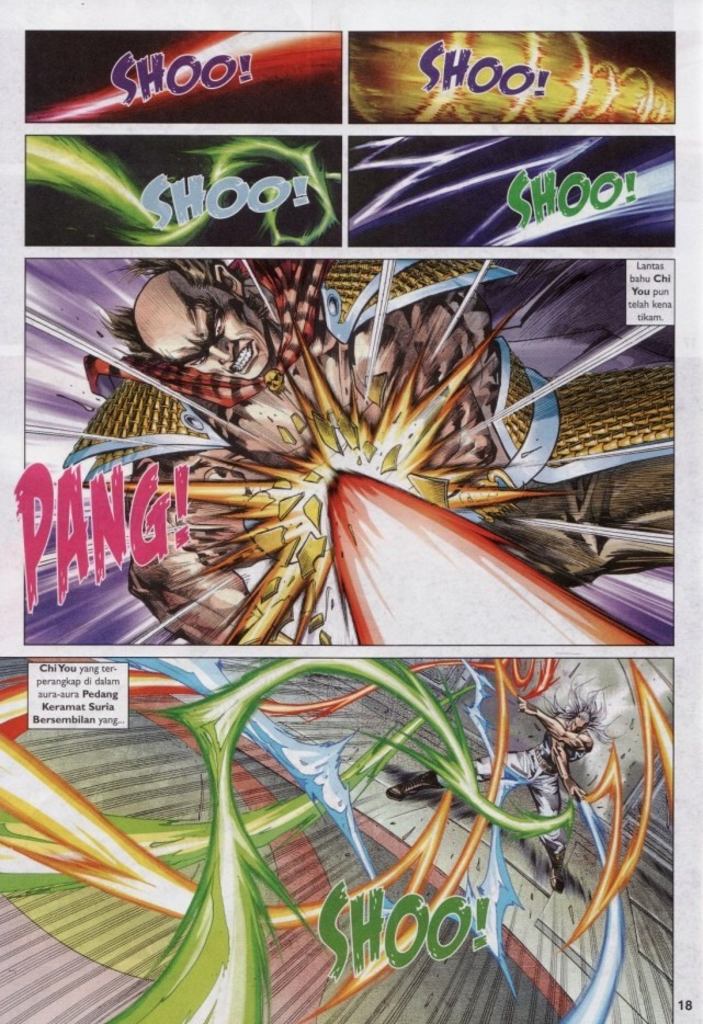 SHOO!
SHOO!
SHOO!
SHOO!
Lantas
bahu Chi
You pun
telah kena
tikam.
PANG!
Chi You yang ter-
perangkap di dalam
aura-aura Pedang
Keramat Suria
Bersembilan yang...
SHOO!
18